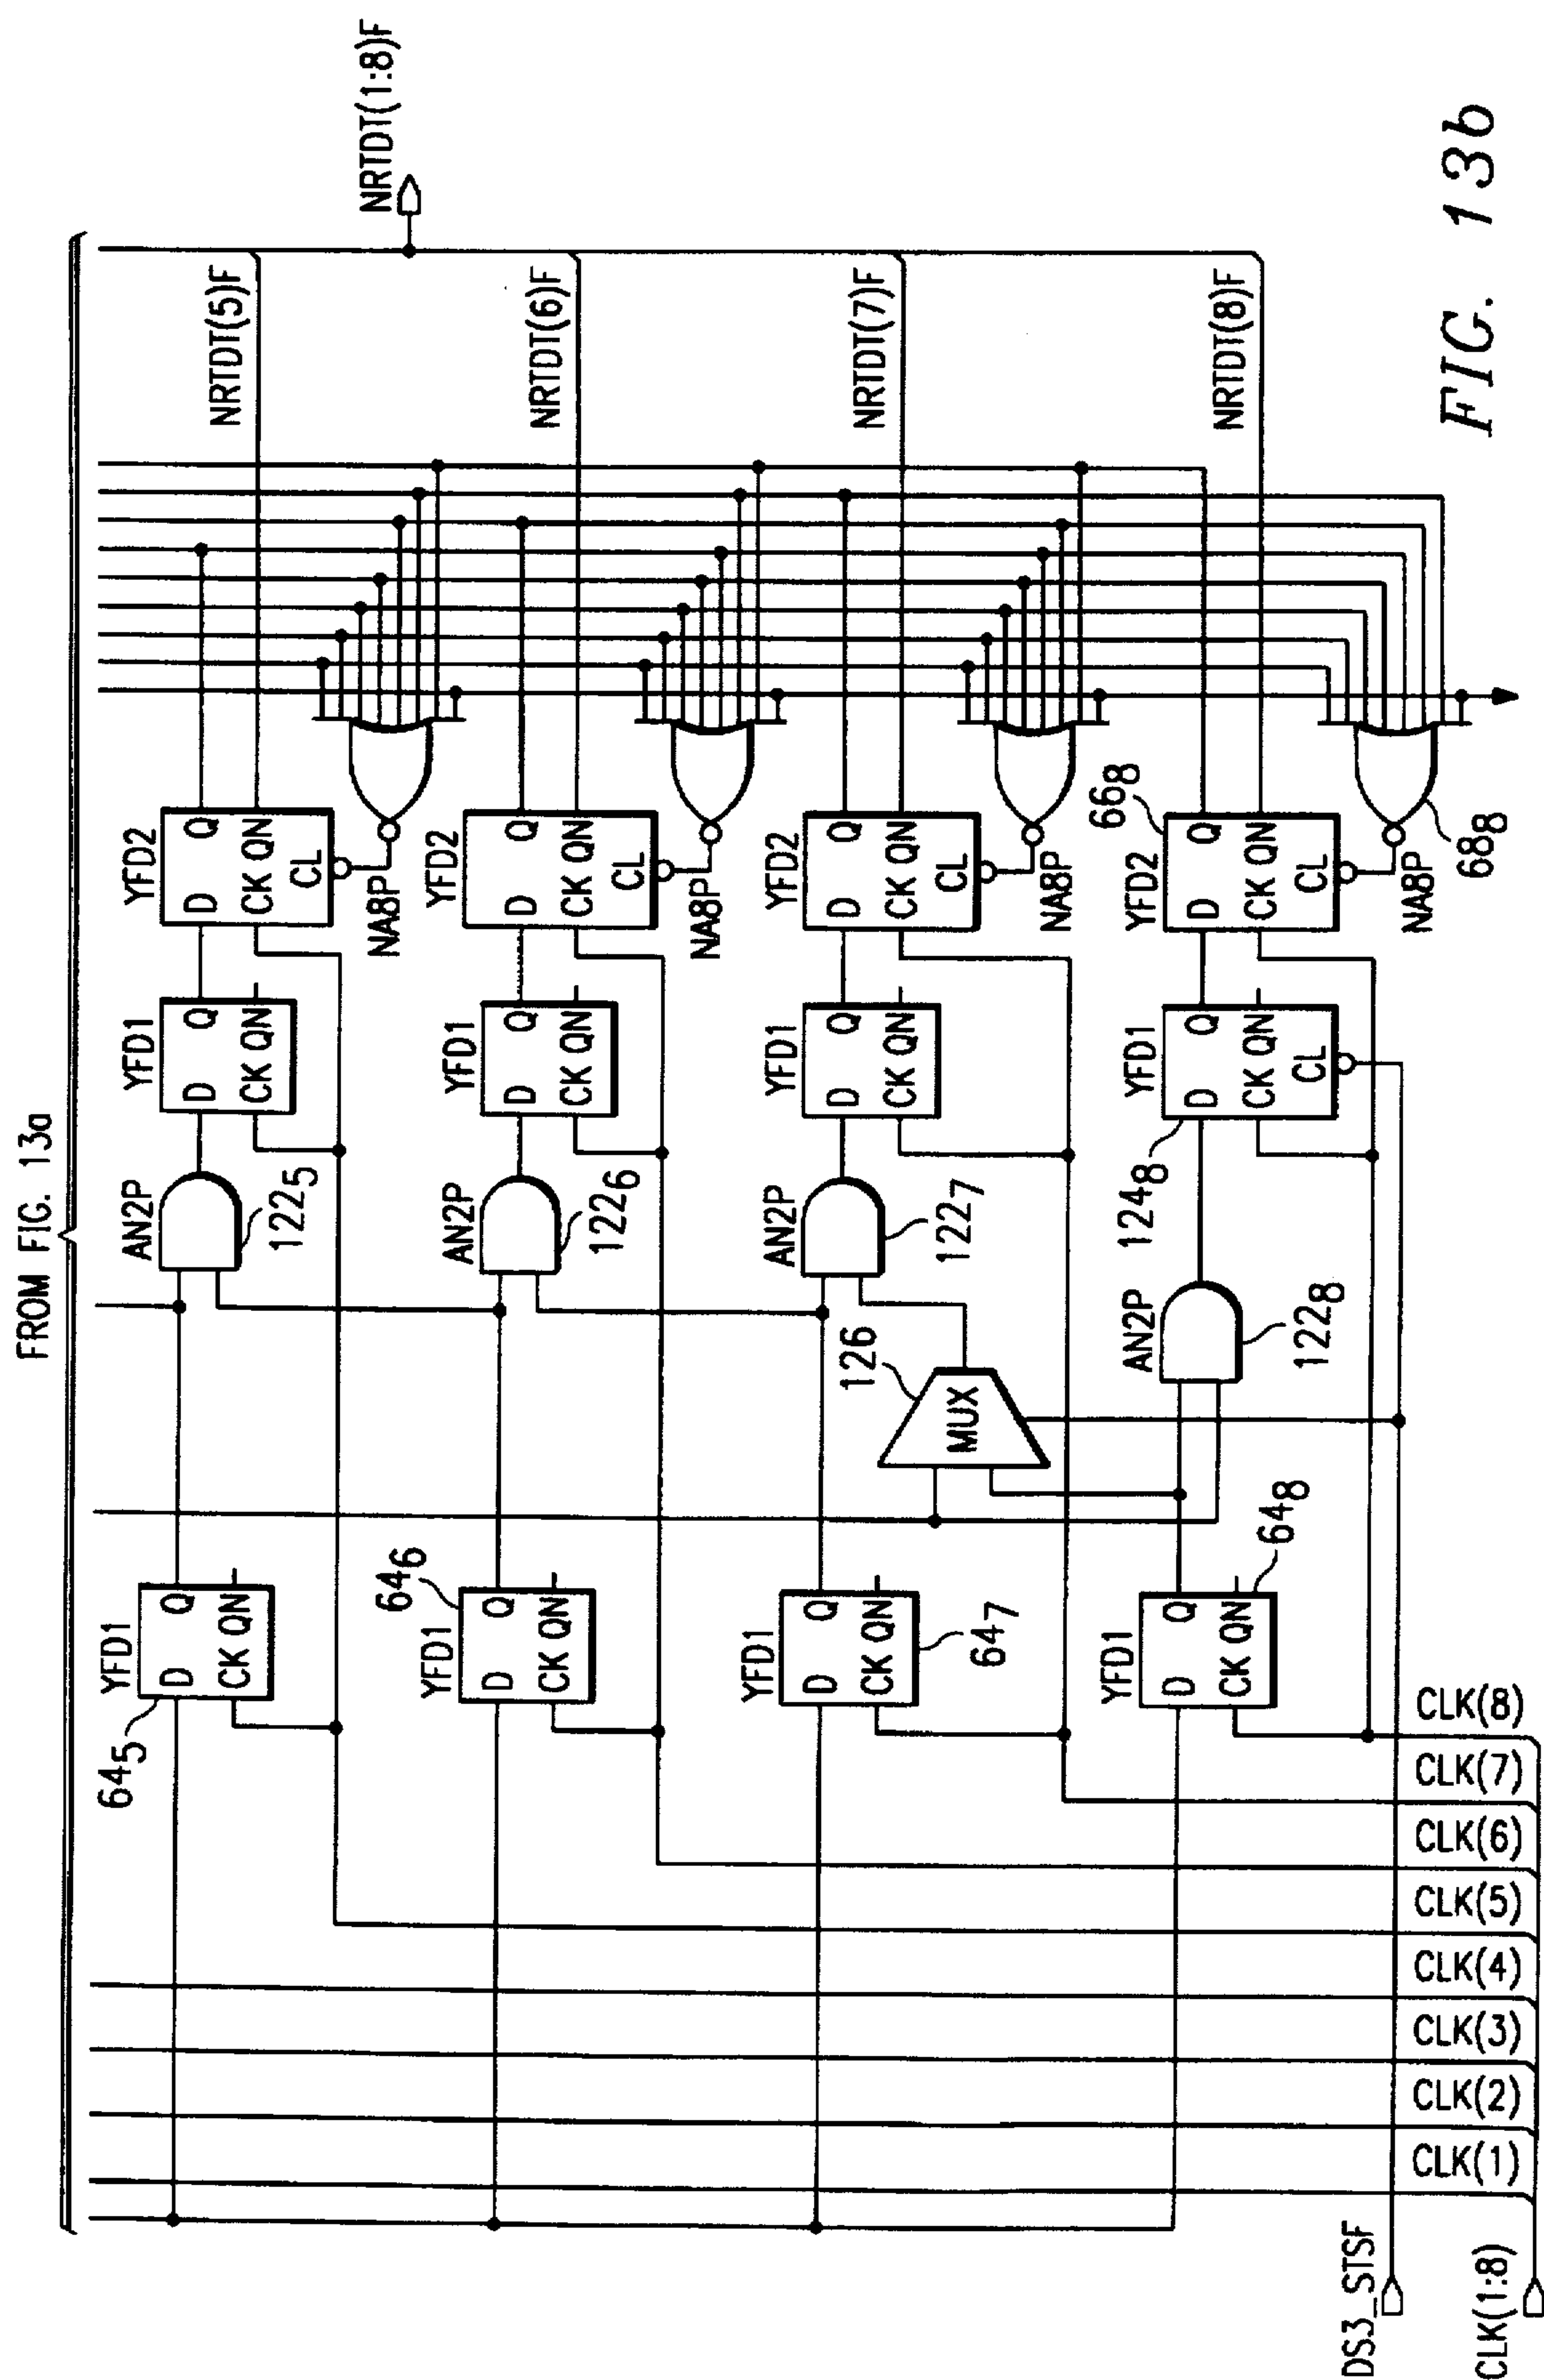 FROM FIG. 13a
NRTDT(1:8)F
64₅
YFD1
D
Q
CK QN
AN2P
122₅
YFD1
D
Q
CK QN
YFD2
D
Q
CK QN
CL
NA8P
NRTDT(5)F
64₆
YFD1
D
Q
CK QN
AN2P
122₆
YFD1
D
Q
CK QN
YFD2
D
Q
CK QN
CL
NA8P
NRTDT(6)F
YFD1
D
Q
CK QN
64₇
126
MUX
AN2P
122₇
YFD1
D
Q
CK QN
YFD2
D
Q
CK QN
CL
NA8P
NRTDT(7)F
YFD1
D
Q
CK QN
64₈
AN2P
122₈
124₈
YFD1
D
Q
CK QN
CL
YFD2
66₈
D
Q
CK QN
CL
NA8P
68₈
NRTDT(8)F
DS3_STSF
CLK(1:8)
CLK(1)
CLK(2)
CLK(3)
CLK(4)
CLK(5)
CLK(6)
CLK(7)
CLK(8)
FIG. 13b